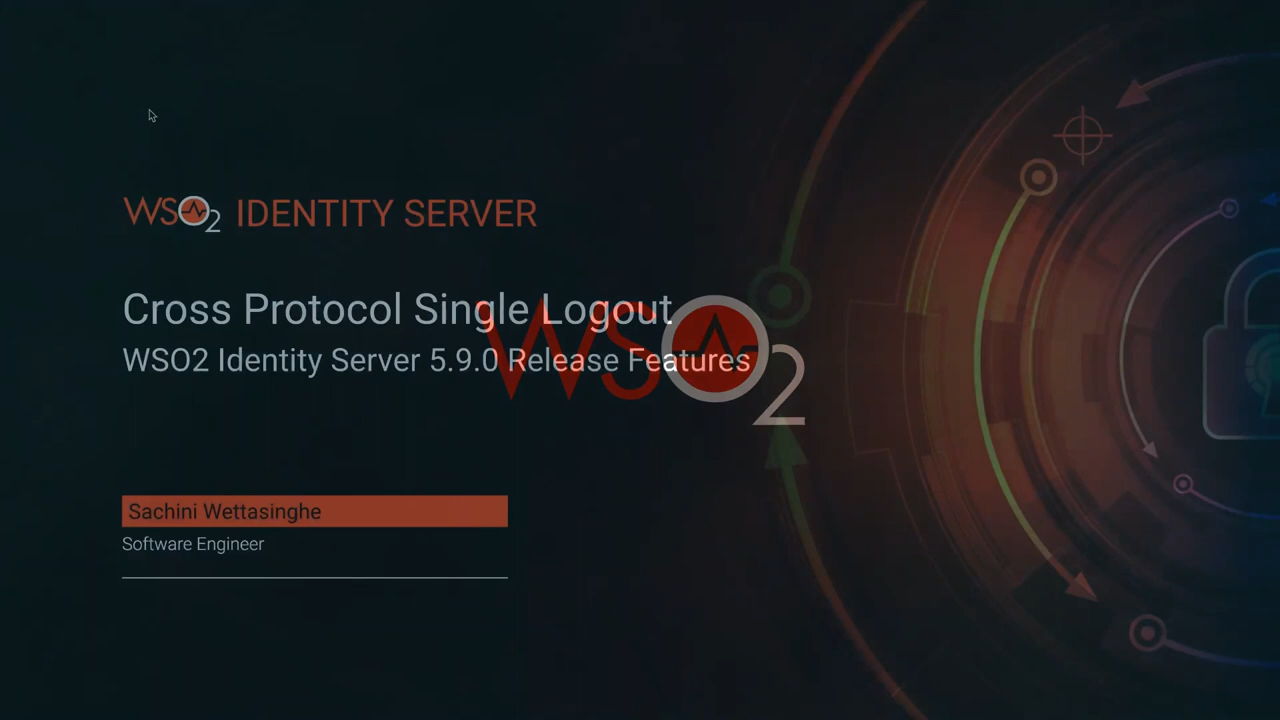 WSO2 IDENTITY SERVER
Cross Protocol Single Logout
WSO2 Identity Server 5.9.0 Release Features
WSO2
Sachini Wettasinghe
Software Engineer